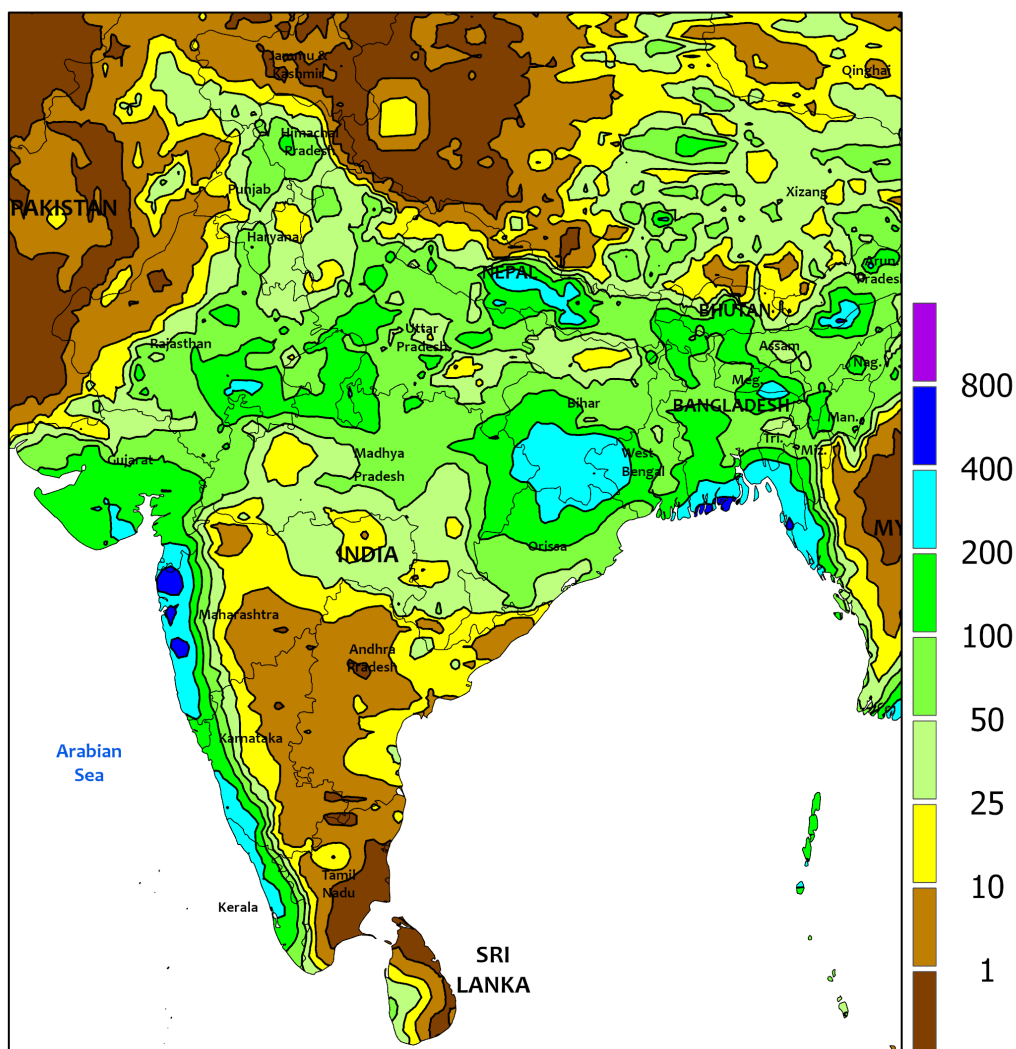 Jammu &
Kashmir
Qinghai
Himachal
Pradesh
PAKISTAN
Punjab
Xizang
Haryana
NEPAL
Arun.
Pradesh
BHUTAN
Rajasthan
Uttar
Pradesh
Assam
Nag.
Meg.
BANGLADESH
Bihar
Man.
800
Gujarat
Madhya
Pradesh
West
Bengal
Tri.
Miz.
400
MY
INDIA
Orissa
200
Maharashtra
Andhra
Pradesh
100
Karnataka
Arabian
Sea
50
25
Tamil
Nadu
Kerala
10
SRI
LANKA
1